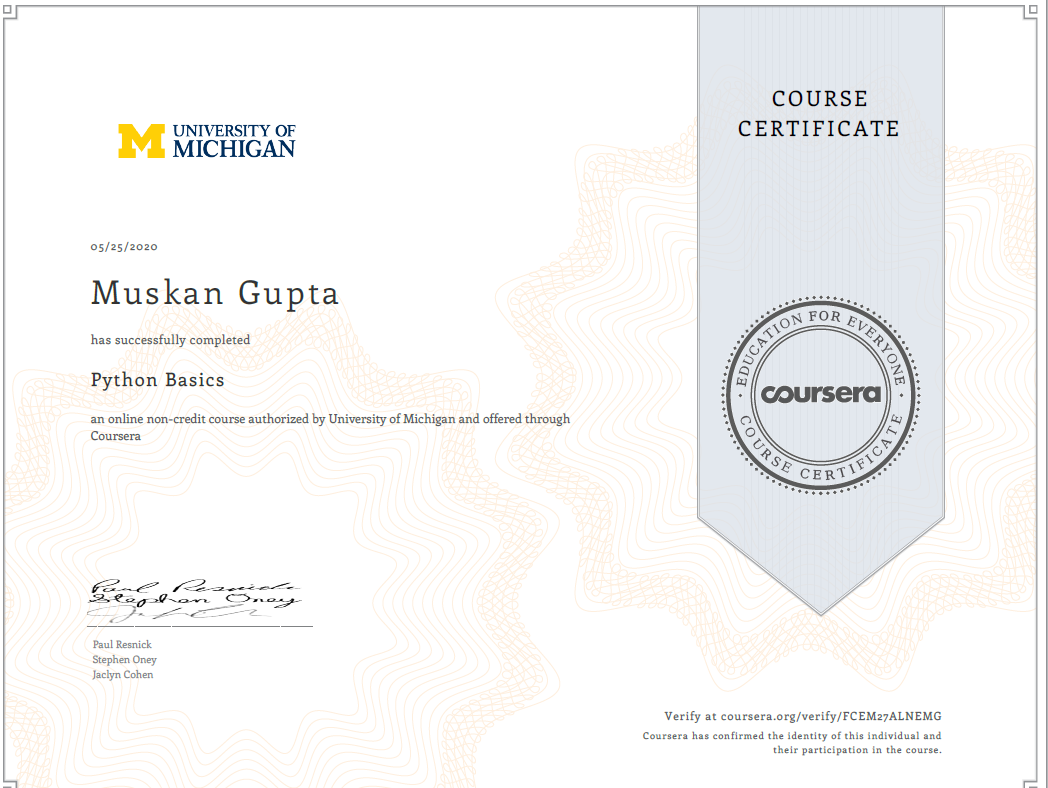 COURSE
CERTIFICATE
M UNIVERSITY OF
MICHIGAN
05/25/2020
Muskan Gupta
has successfully completed
Python Basics
an online non-credit course authorized by University of Michigan and offered through
Coursera
EDUCATION FOR EVERYONE
coursera
COURSE CERTIFICATE
Paul Resnick
Stephen Oney
Paul Resnick
Stephen Oney
Jaclyn Cohen
Verify at coursera.org/verify/FCEM27ALNEMG
Coursera has confirmed the identity of this individual and
their participation in the course.